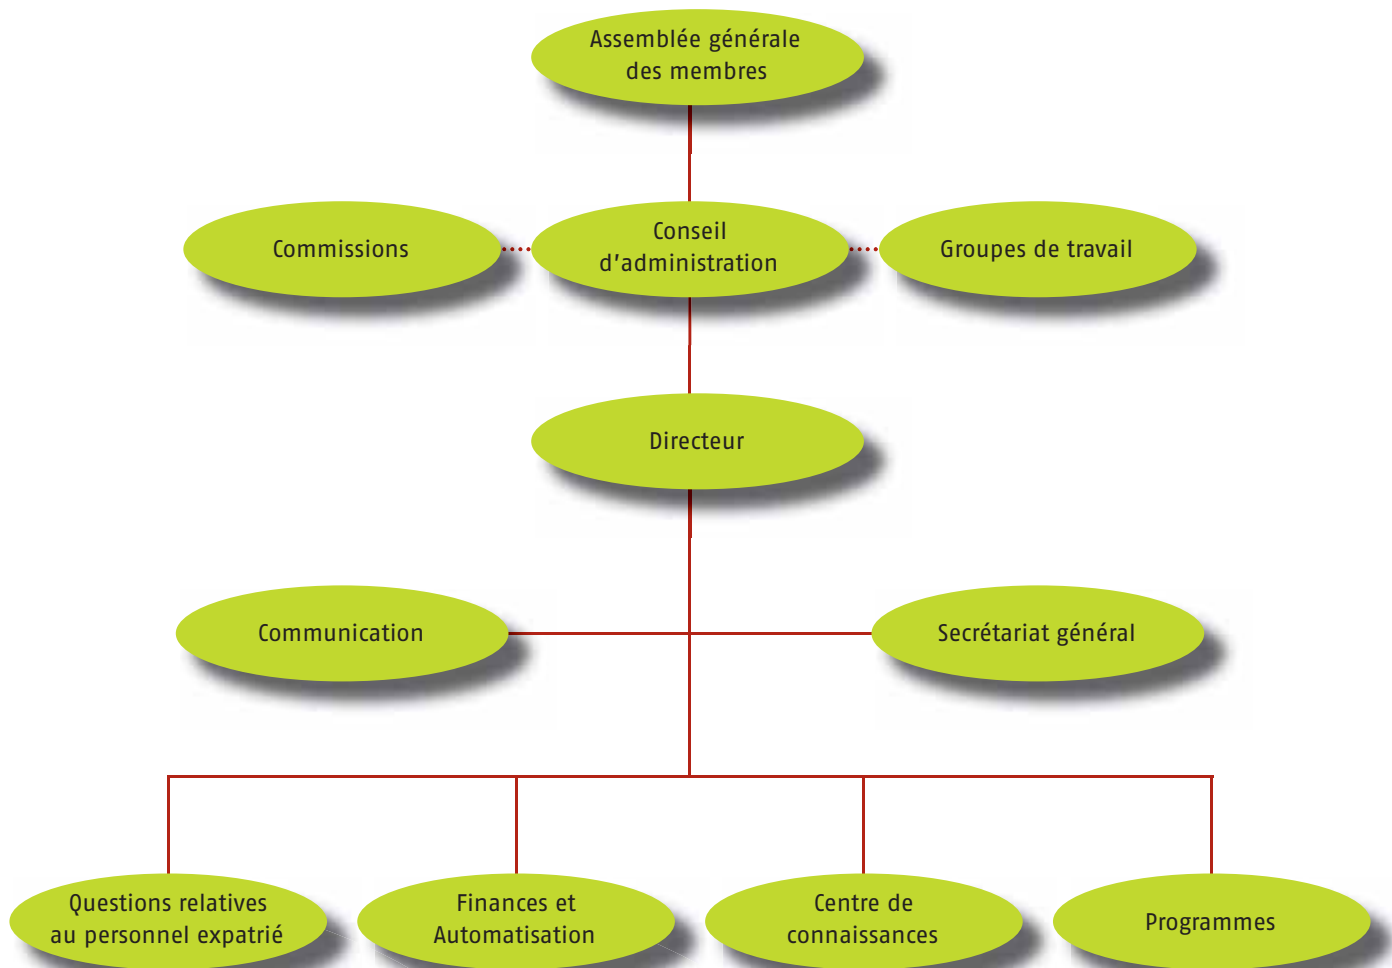 Assemblée générale
des membres
Commissions
Conseil
d'administration
Groupes de travail
Directeur
Communication
Secrétariat général
Questions relatives
au personnel expatrié
Finances et
Automatisation
Centre de
connaissances
Programmes